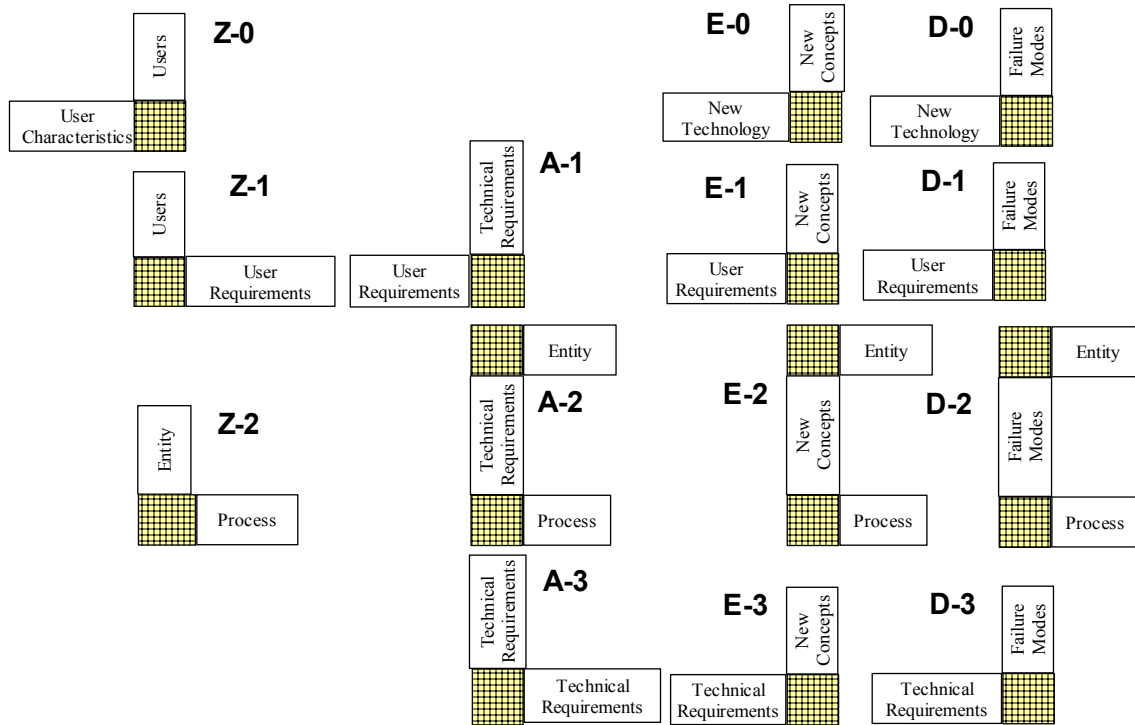 Z-0
Users
User
Characteristics
E-0
New
Concepts
New
Technology
D-0
Failure
Modes
New
Technology
Z-1
Users
User
Requirements
A-1
Technical
Requirements
User
Requirements
E-1
New
Concepts
User
Requirements
D-1
Failure
Modes
User
Requirements
Z-2
Entity
Process
Entity
A-2
Technical
Requirements
Process
Entity
E-2
New
Concepts
Process
Entity
D-2
Failure
Modes
Process
A-3
Technical
Requirements
Technical
Requirements
E-3
New
Concepts
Technical
Requirements
D-3
Failure
Modes
Technical
Requirements